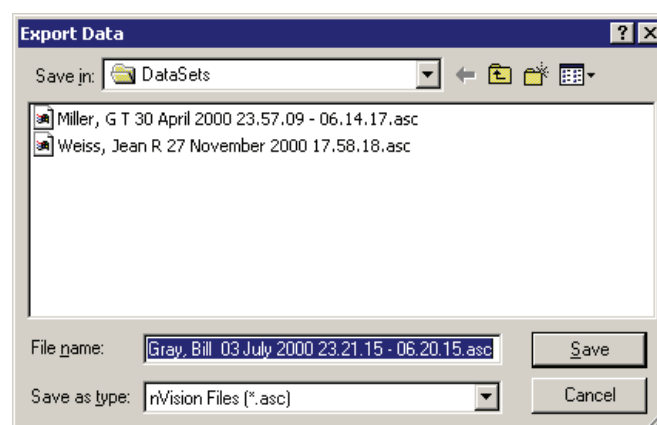 Export Data
Save in: DataSets
Miller, G T 30 April 2000 23.57.09 - 06.14.17.asc
Weiss, Jean R 27 November 2000 17.58.18.asc
File name: Gray, Bill  03 July 2000 23.21.15 - 06.20.15.asc Save
Save as type: nVision Files (*.asc) Cancel